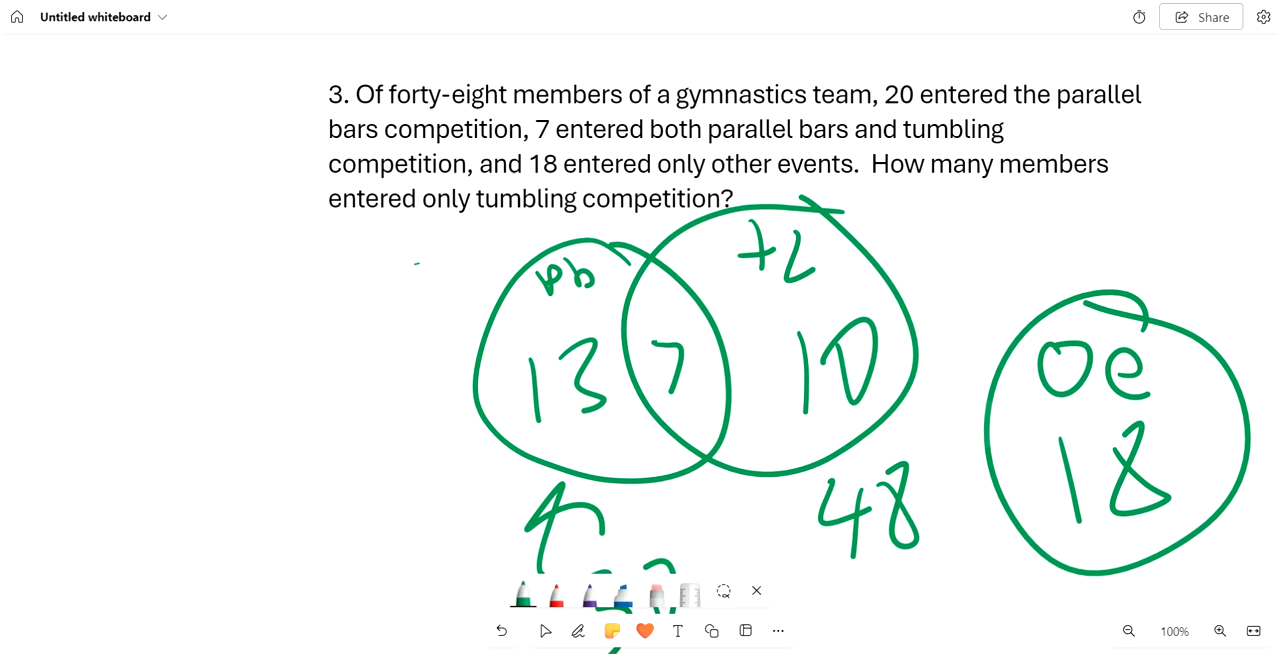 Untitled whiteboard
Share
3. Of forty-eight members of a gymnastics team, 20 entered the parallel
bars competition, 7 entered both parallel bars and tumbling
competition, and 18 entered only other events.  How many members
entered only tumbling competition?
pb
13
7
10
oe
18
48
T
100%